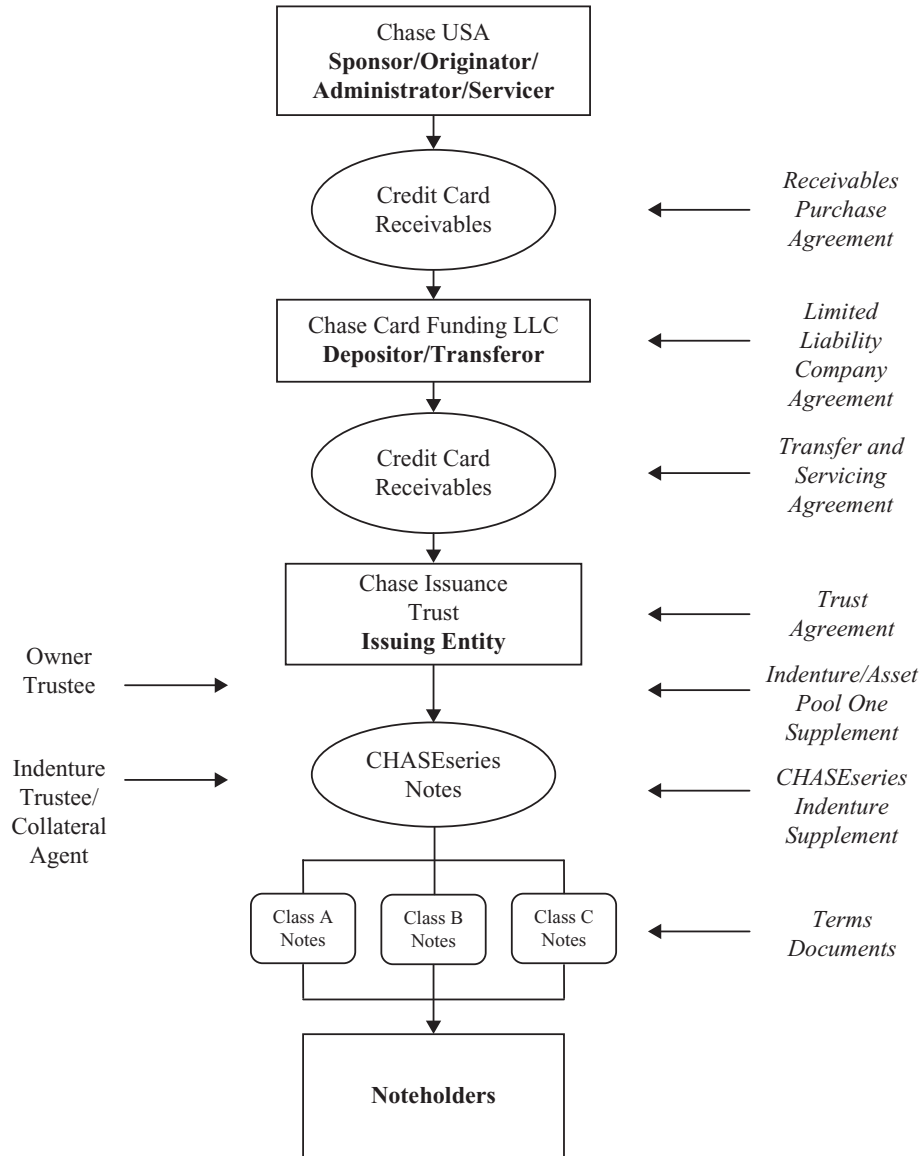 Chase USA
Sponsor/Originator/
Administrator/Servicer
Credit Card
Receivables
Receivables
Purchase
Agreement
Chase Card Funding LLC
Depositor/Transferor
Limited
Liability
Company
Agreement
Credit Card
Receivables
Transfer and
Servicing
Agreement
Chase Issuance
Trust
Issuing Entity
Trust
Agreement
Owner
Trustee
Indenture/Asset
Pool One
Supplement
Indenture
Trustee/
Collateral
Agent
CHASEseries
Notes
CHASEseries
Indenture
Supplement
Class A
Notes
Class B
Notes
Class C
Notes
Terms
Documents
Noteholders